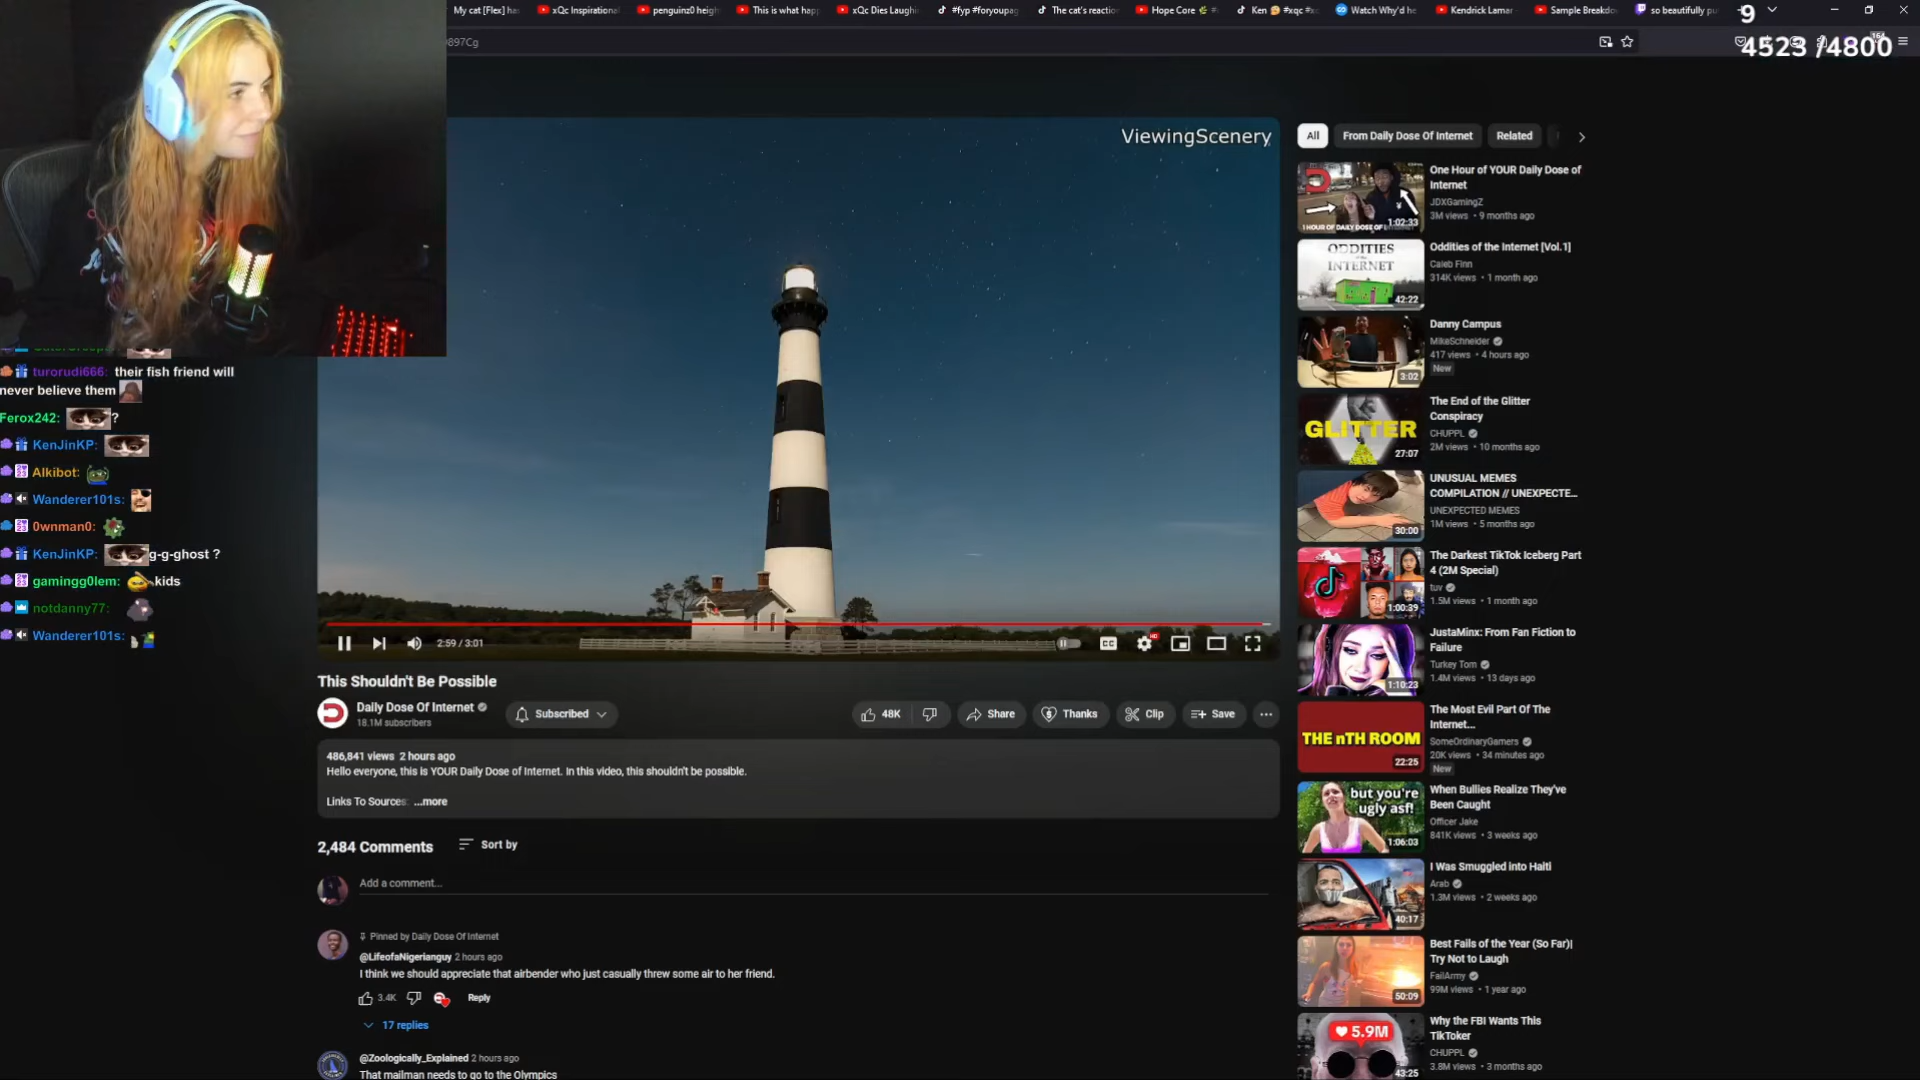 My cat [Flex] ha
xQc Inspirational
penguinz0 heigh
This is what hap
xQc Dies Laughi
#fyp #foryoupag
The cat's reactio
Hope Core
Ken #xqc #xc
Watch Why'd he
Kendrick Lamar
Sample Breakdo
so beautifully pu
9
897Cg
4523 /4800
ViewingScenery
All
From Daily Dose Of Internet
Related
One Hour of YOUR Daily Dose of
Internet
JDXGamingZ
3M views • 9 months ago
1:02:33
ODDITIES
INTERNET
42:22
Oddities of the Internet [Vol.1]
Caleb Finn
314K views • 1 month ago
3:02
Danny Campus
MikeSchneider
417 views • 4 hours ago
New
GLITTER
27:07
The End of the Glitter
Conspiracy
CHUPPL
2M views • 10 months ago
30:00
UNUSUAL MEMES
COMPILATION // UNEXPECTE...
UNEXPECTED MEMES
1M views • 5 months ago
1:00:39
The Darkest TikTok Iceberg Part
4 (2M Special)
tuv
1.5M views • 1 month ago
1:10:23
JustaMinx: From Fan Fiction to
Failure
Turkey Tom
1.4M views • 13 days ago
THE nTH ROOM
22:25
The Most Evil Part Of The
Internet...
SomeOrdinaryGamers
20K views • 34 minutes ago
New
but you're
ugly asf!
1:06:03
When Bullies Realize They've
Been Caught
Officer Jake
841K views • 3 weeks ago
40:17
I Was Smuggled into Haiti
Arab
1.3M views • 2 weeks ago
50:09
Best Fails of the Year (So Far)|
Try Not to Laugh
FailArmy
99M views • 1 year ago
5.9M
43:25
Why the FBI Wants This
TikToker
CHUPPL
3.8M views • 3 months ago
turorudi666: their fish friend will
never believe them
Ferox242: ?
KenJinKP:
Alkibot:
Wanderer101s:
0wnman0:
KenJinKP: g-g-ghost ?
gamingg0lem: kids
notdanny77:
Wanderer101s:
2:59 / 3:01
CC
HD
This Shouldn't Be Possible
Daily Dose Of Internet
18.1M subscribers
Subscribed
48K
Share
Thanks
Clip
Save
486,841 views 2 hours ago
Hello everyone, this is YOUR Daily Dose of Internet. In this video, this shouldn't be possible.
Links To Sources: ...more
2,484 Comments
Sort by
Add a comment...
Pinned by Daily Dose Of Internet
@LifeofaNigerianguy 2 hours ago
I think we should appreciate that airbender who just casually threw some air to her friend.
3.4K
Reply
17 replies
@Zoologically_Explained 2 hours ago
That mailman needs to go to the Olympics